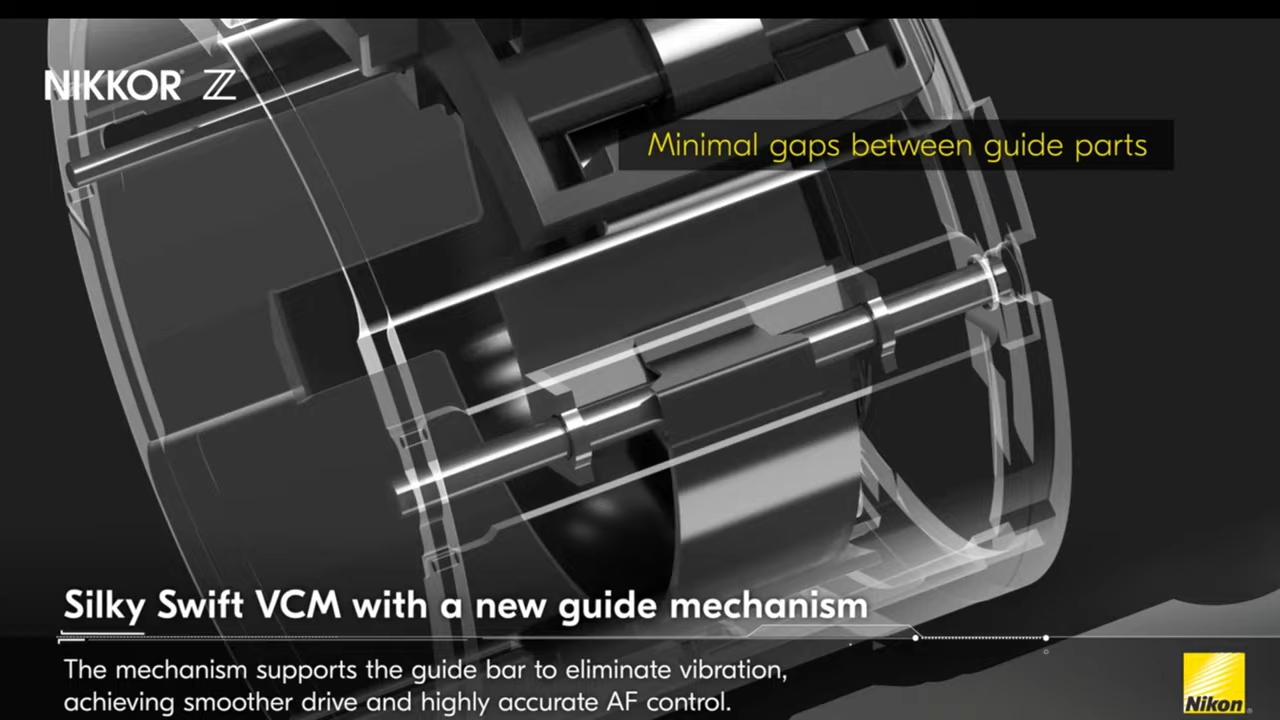 NIKKOR Z
Minimal gaps between guide parts
Silky Swift VCM with a new guide mechanism
The mechanism supports the guide bar to eliminate vibration,
achieving smoother drive and highly accurate AF control.
Nikon